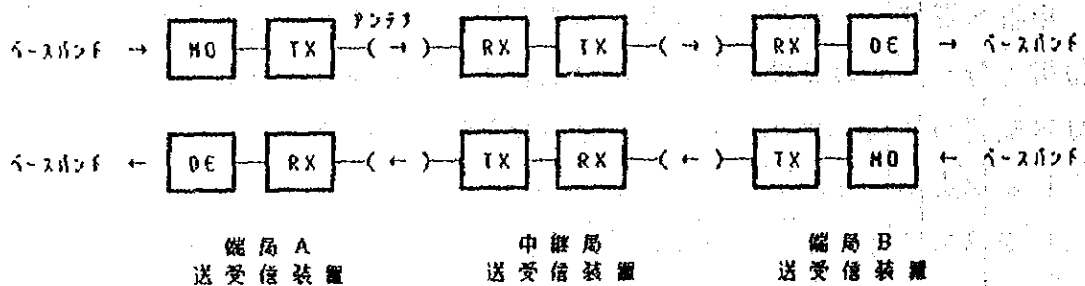 アンテナ
ベースバンド → MO TX ( → ) RX TX ( → ) RX DE → ベースバンド
ベースバンド ← DE RX ( ← ) TX RX ( ← ) TX MO ← ベースバンド
端局A 中継局 端局B
送受信装置 送受信装置 送受信装置